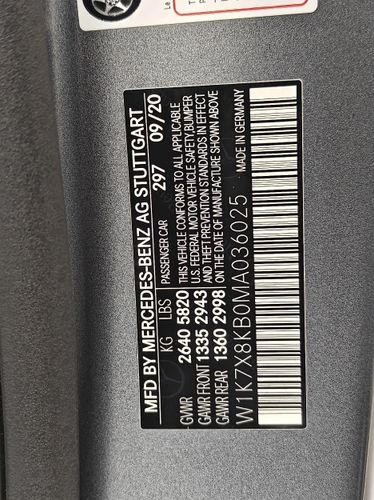 MFD BY MERCEDES-BENZ AG STUTTGART
PASSENGER CAR 297 09/20
KG LBS
GVWR 2640 5820
GAWR FRONT 1335 2943
GAWR REAR 1360 2998
THIS VEHICLE CONFORMS TO ALL APPLICABLE
U.S. FEDERAL MOTOR VEHICLE SAFETY, BUMPER
AND THEFT PREVENTION STANDARDS IN EFFECT
ON THE DATE OF MANUFACTURE SHOWN ABOVE
MADE IN GERMANY
W1K7X8KB0MA036025